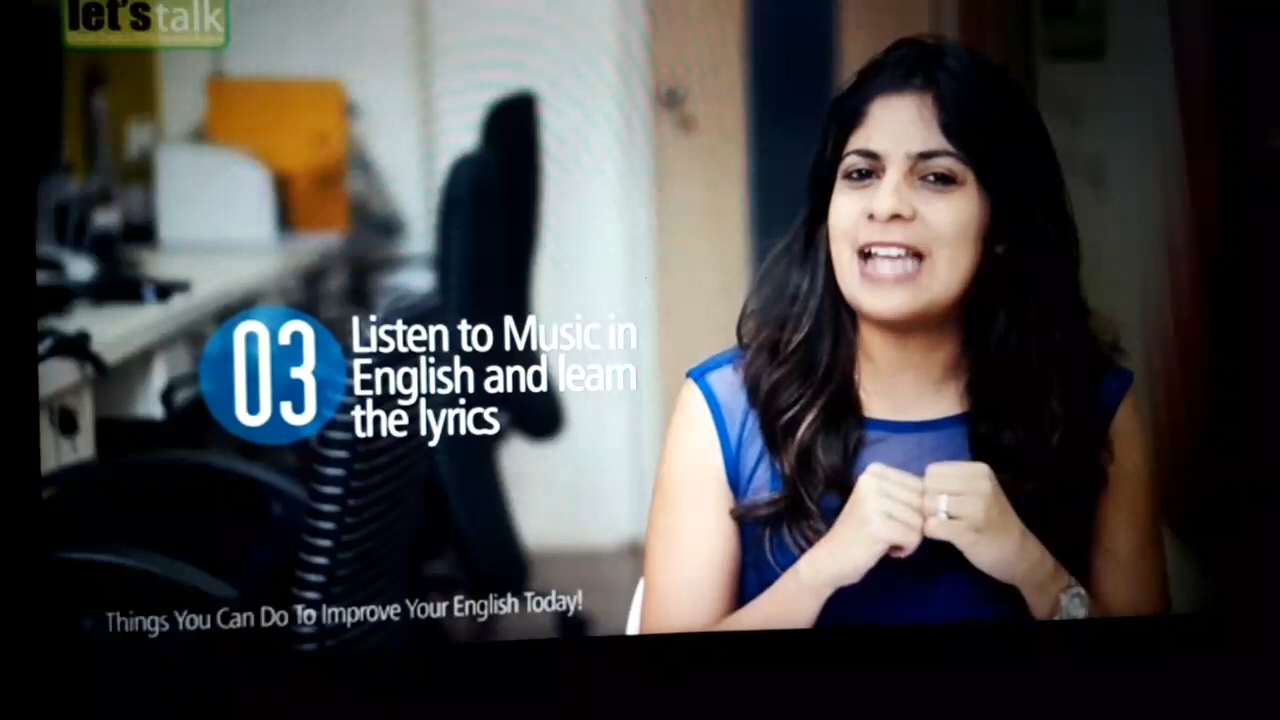 let's talk
03
Listen to Music in
English and learn
the lyrics
Things You Can Do To Improve Your English Today!